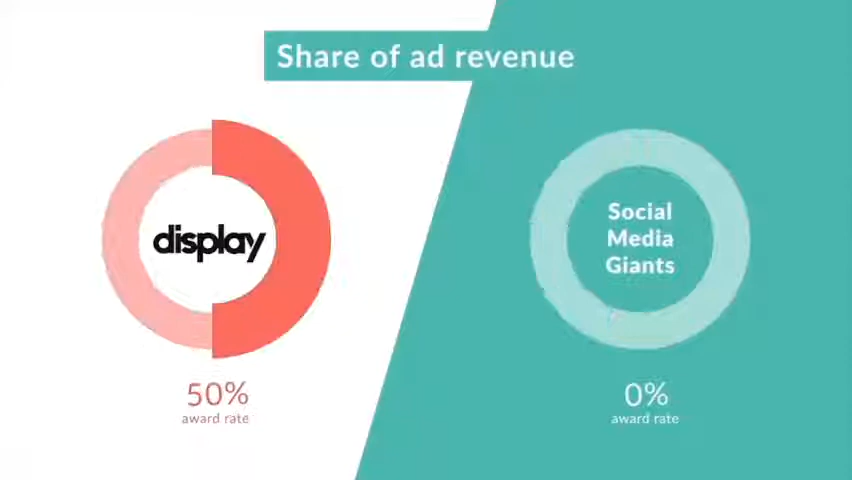 Share of ad revenue
display
50%
award rate
Social
Media
Giants
0%
award rate